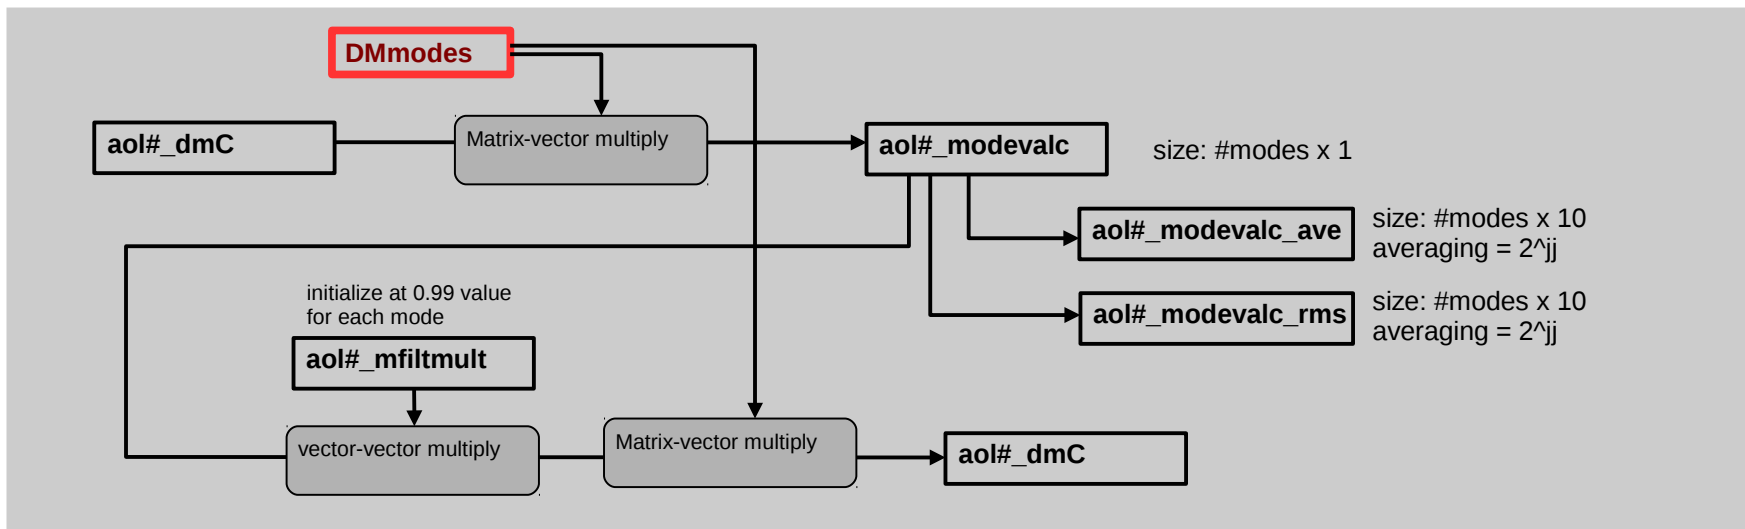 DMmodes
aol#_dmC
Matrix-vector multiply
aol#_modevalc
size: #modes x 1
aol#_modevalc_ave
size: #modes x 10
averaging = 2^jj
initialize at 0.99 value
for each mode
aol#_modevalc_rms
size: #modes x 10
averaging = 2^jj
aol#_mfiltmult
vector-vector multiply
Matrix-vector multiply
aol#_dmC